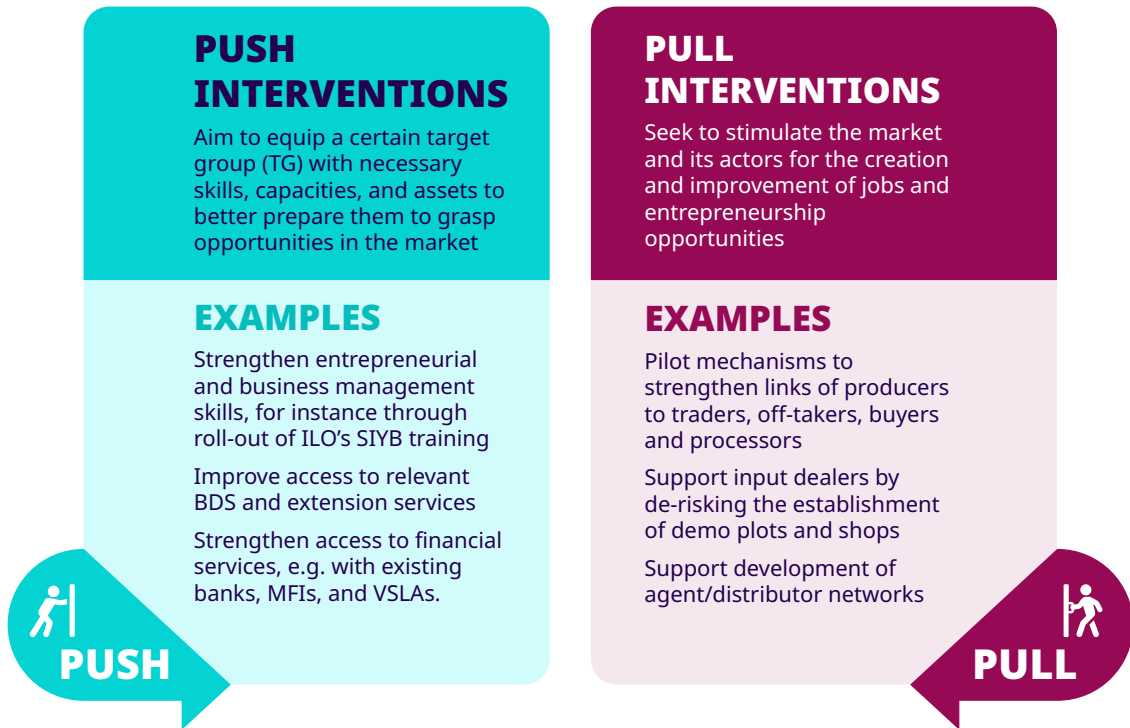 PUSH
INTERVENTIONS
Aim to equip a certain target
group (TG) with necessary
skills, capacities, and assets to
better prepare them to grasp
opportunities in the market
EXAMPLES
Strengthen entrepreneurial
and business management
skills, for instance through
roll-out of ILO’s SIYB training
Improve access to relevant
BDS and extension services
Strengthen access to financial
services, e.g. with existing
banks, MFIs, and VSLAs.
PUSH
PULL
INTERVENTIONS
Seek to stimulate the market
and its actors for the creation
and improvement of jobs and
entrepreneurship
opportunities
EXAMPLES
Pilot mechanisms to
strengthen links of producers
to traders, off-takers, buyers
and processors
Support input dealers by
de-risking the establishment
of demo plots and shops
Support development of
agent/distributor networks
PULL